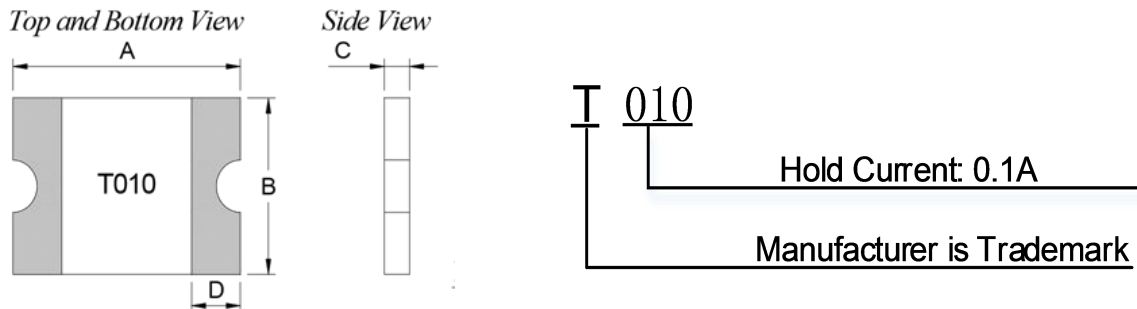 Top and Bottom View
Side View
A
C
T010
B
D
T 010
Hold Current: 0.1A
Manufacturer is Trademark